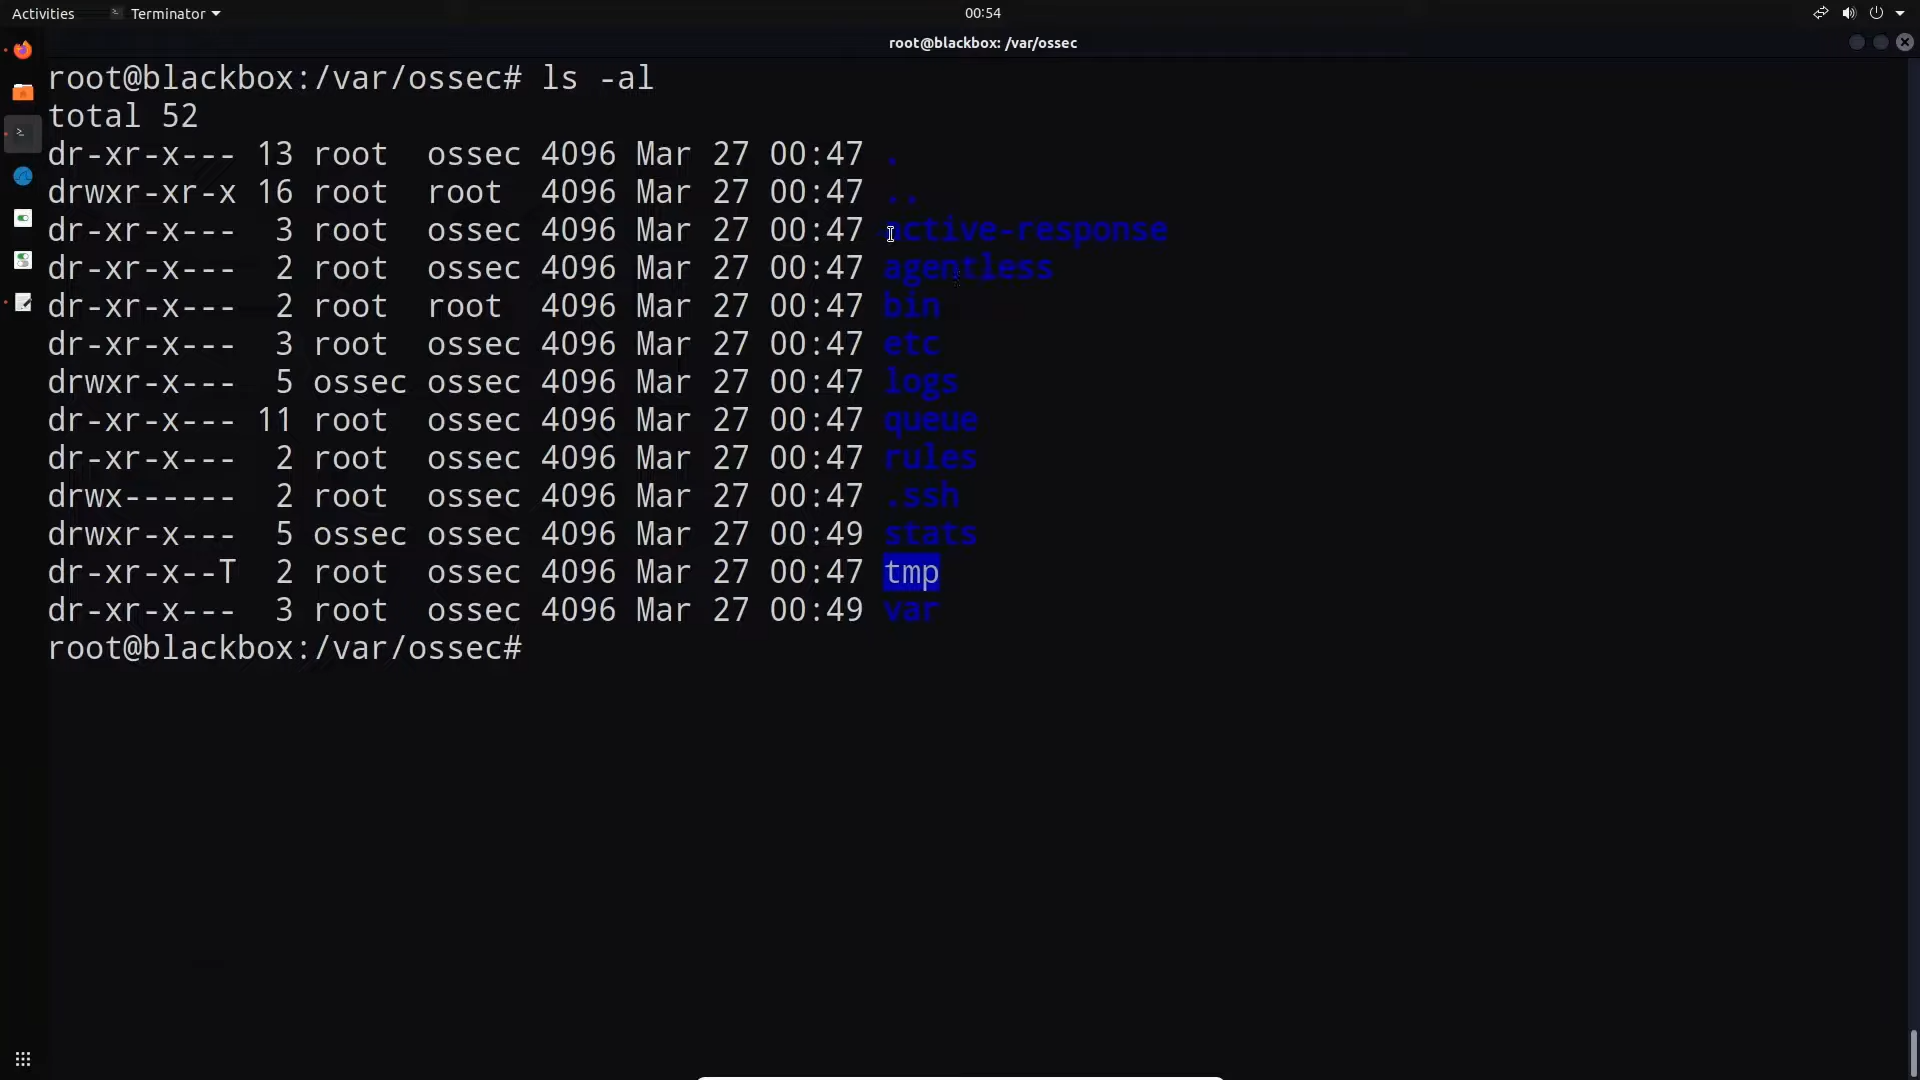 Activities Terminator 00:54
root@blackbox: /var/ossec
root@blackbox:/var/ossec# ls -al
total 52
dr-xr-x--- 13 root  ossec 4096 Mar 27 00:47 .
drwxr-xr-x 16 root  root  4096 Mar 27 00:47 ..
dr-xr-x---  3 root  ossec 4096 Mar 27 00:47 active-response
dr-xr-x---  2 root  ossec 4096 Mar 27 00:47 agentless
dr-xr-x---  2 root  root  4096 Mar 27 00:47 bin
dr-xr-x---  3 root  ossec 4096 Mar 27 00:47 etc
drwxr-x---  5 ossec ossec 4096 Mar 27 00:47 logs
dr-xr-x--- 11 root  ossec 4096 Mar 27 00:47 queue
dr-xr-x---  2 root  ossec 4096 Mar 27 00:47 rules
drwx------  2 root  ossec 4096 Mar 27 00:47 .ssh
drwxr-x---  5 ossec ossec 4096 Mar 27 00:49 stats
dr-xr-x--T  2 root  ossec 4096 Mar 27 00:47 tmp
dr-xr-x---  3 root  ossec 4096 Mar 27 00:49 var
root@blackbox:/var/ossec#